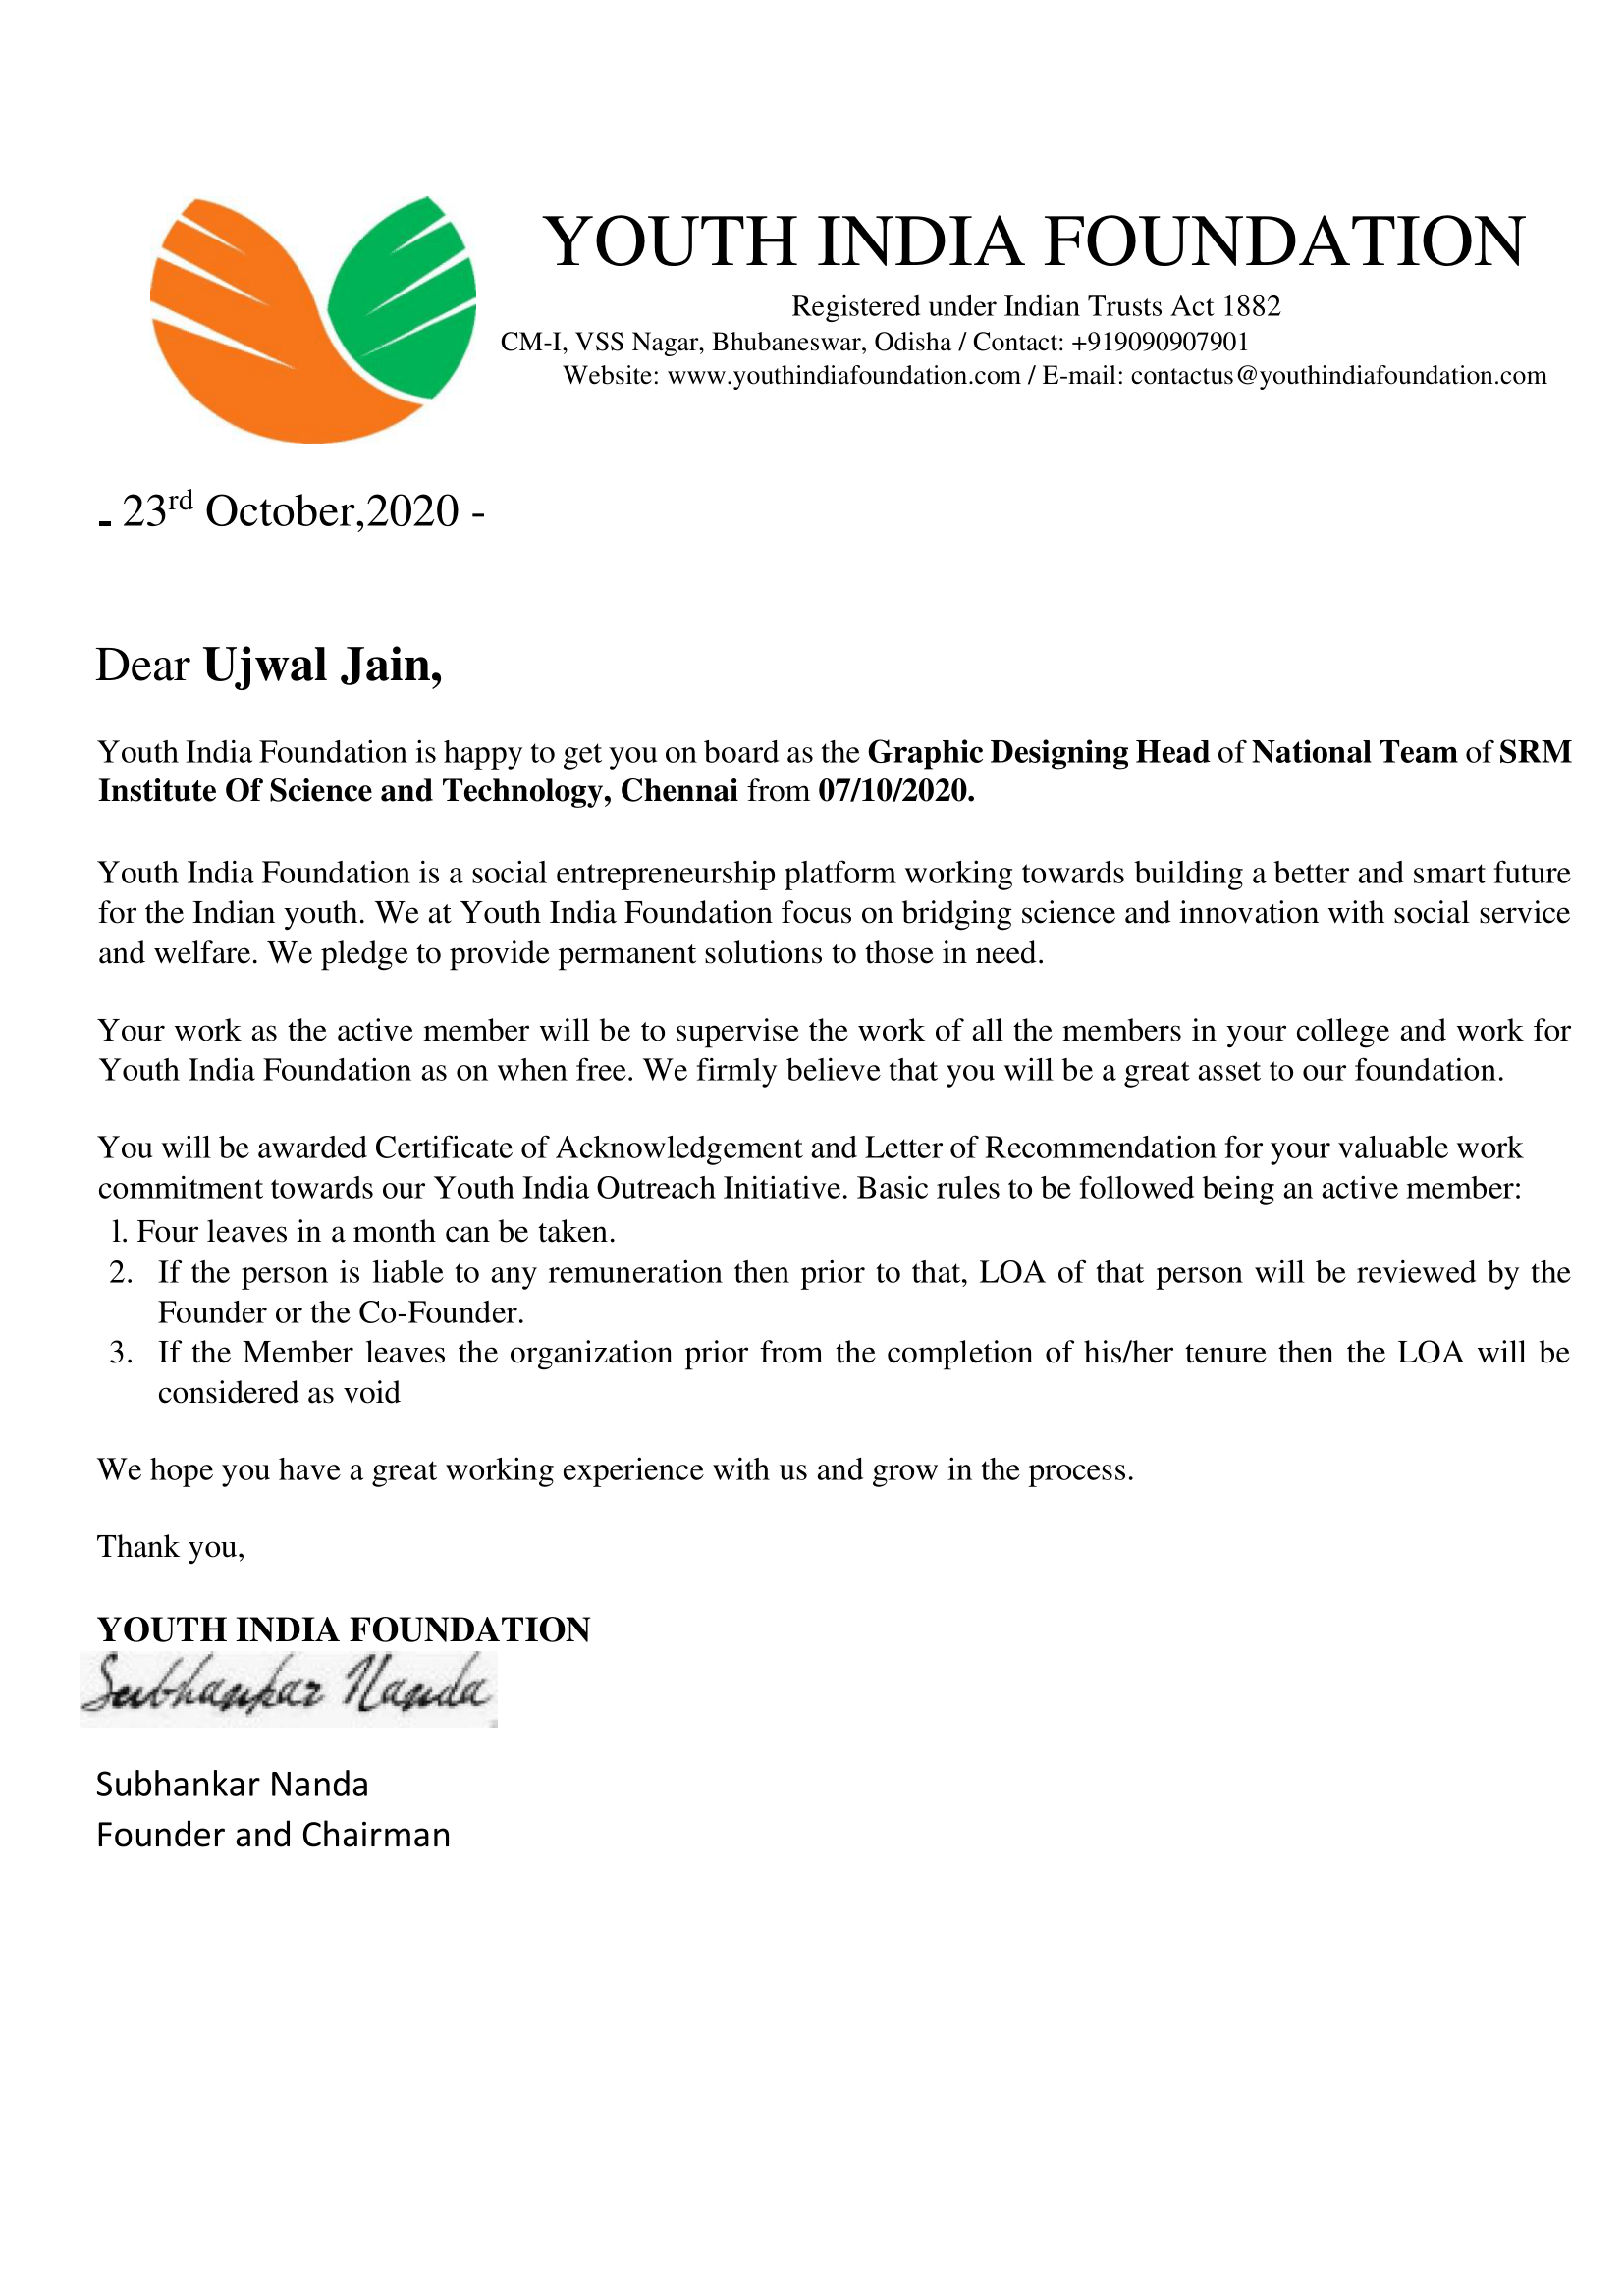 YOUTH INDIA FOUNDATION
Registered under Indian Trusts Act 1882
CM-I, VSS Nagar, Bhubaneswar, Odisha / Contact: +919090907901
Website: www.youthindiafoundation.com / E-mail: contactus@youthindiafoundation.com
- 23rd October,2020 -
Dear Ujwal Jain,
Youth India Foundation is happy to get you on board as the Graphic Designing Head of National Team of SRM
Institute Of Science and Technology, Chennai from 07/10/2020.
Youth India Foundation is a social entrepreneurship platform working towards building a better and smart future
for the Indian youth. We at Youth India Foundation focus on bridging science and innovation with social service
and welfare. We pledge to provide permanent solutions to those in need.
Your work as the active member will be to supervise the work of all the members in your college and work for
Youth India Foundation as on when free. We firmly believe that you will be a great asset to our foundation.
You will be awarded Certificate of Acknowledgement and Letter of Recommendation for your valuable work
commitment towards our Youth India Outreach Initiative. Basic rules to be followed being an active member:
l. Four leaves in a month can be taken.
2. If the person is liable to any remuneration then prior to that, LOA of that person will be reviewed by the
Founder or the Co-Founder.
3. If the Member leaves the organization prior from the completion of his/her tenure then the LOA will be
considered as void
We hope you have a great working experience with us and grow in the process.
Thank you,
YOUTH INDIA FOUNDATION
Subhankar Nanda
Subhankar Nanda
Founder and Chairman